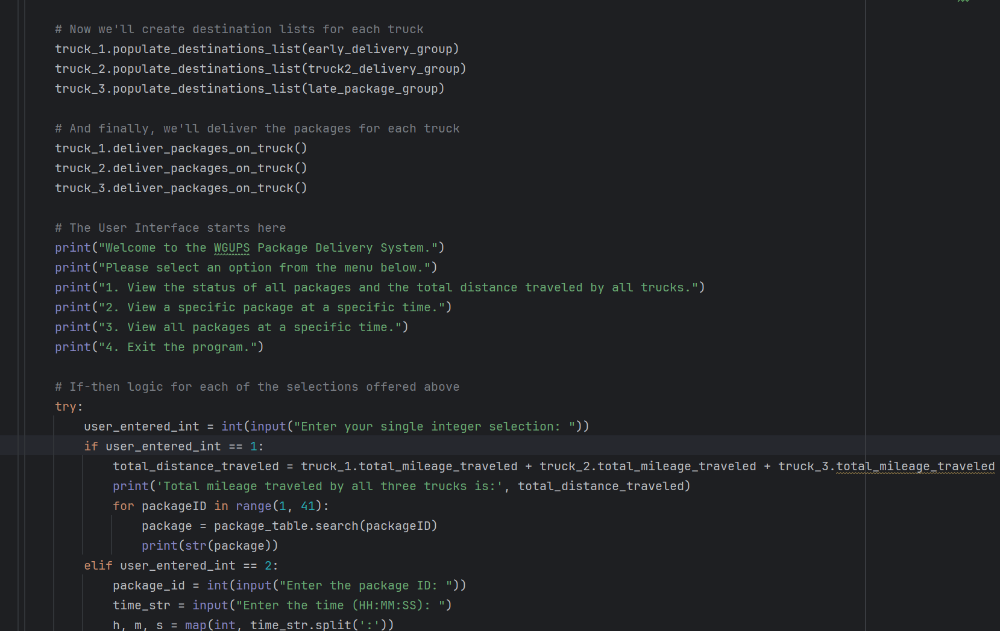 # Now we'll create destination lists for each truck
truck_1.populate_destinations_list(early_delivery_group)
truck_2.populate_destinations_list(truck2_delivery_group)
truck_3.populate_destinations_list(late_package_group)
# And finally, we'll deliver the packages for each truck
truck_1.deliver_packages_on_truck()
truck_2.deliver_packages_on_truck()
truck_3.deliver_packages_on_truck()
# The User Interface starts here
print("Welcome to the WGUPS Package Delivery System.")
print("Please select an option from the menu below.")
print("1. View the status of all packages and the total distance traveled by all trucks.")
print("2. View a specific package at a specific time.")
print("3. View all packages at a specific time.")
print("4. Exit the program.")
# If-then logic for each of the selections offered above
try:
    user_entered_int = int(input("Enter your single integer selection: "))
    if user_entered_int == 1:
        total_distance_traveled = truck_1.total_mileage_traveled + truck_2.total_mileage_traveled + truck_3.total_mileage_traveled
        print('Total mileage traveled by all three trucks is:', total_distance_traveled)
        for packageID in range(1, 41):
            package = package_table.search(packageID)
            print(str(package))
    elif user_entered_int == 2:
        package_id = int(input("Enter the package ID: "))
        time_str = input("Enter the time (HH:MM:SS): ")
        h, m, s = map(int, time_str.split(':'))